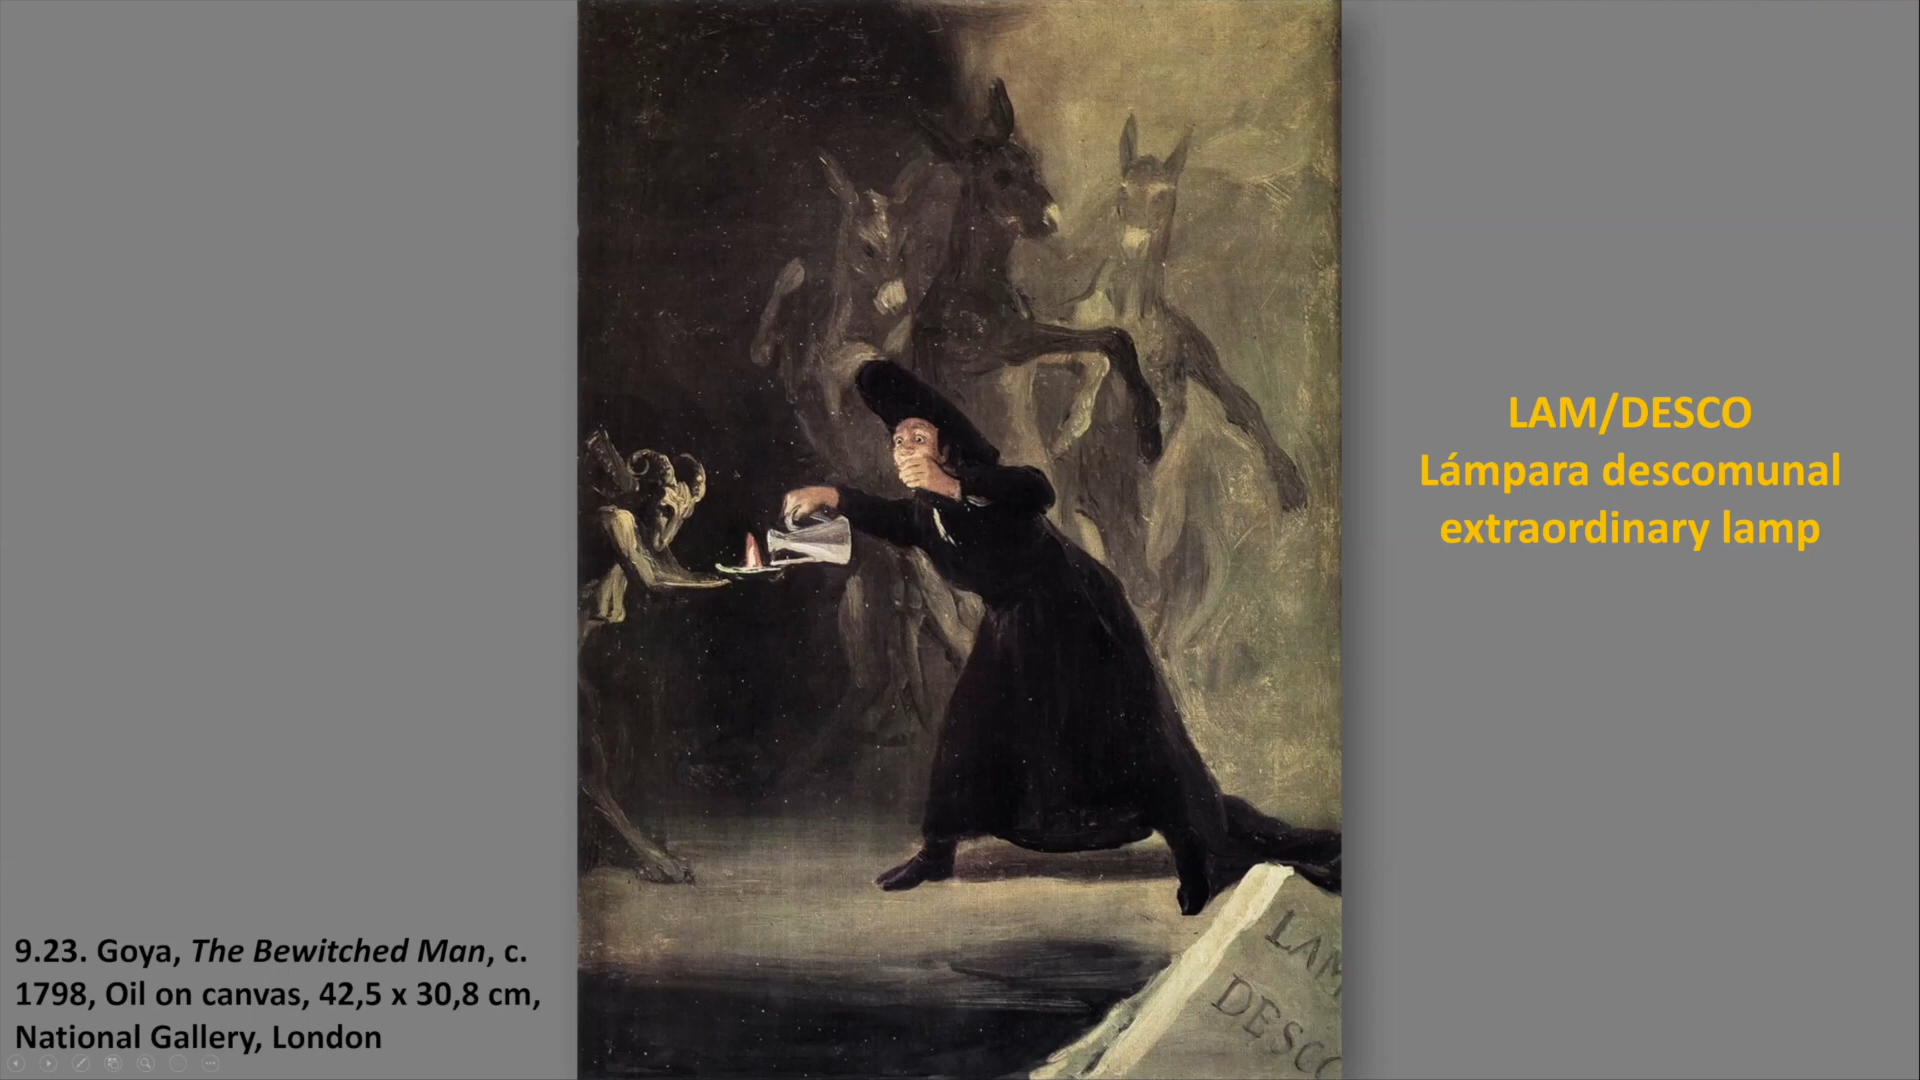 LAM/DESCO
Lámpara descomunal
extraordinary lamp
9.23. Goya, The Bewitched Man, c.
1798, Oil on canvas, 42,5 x 30,8 cm,
National Gallery, London
LAM
DESCO